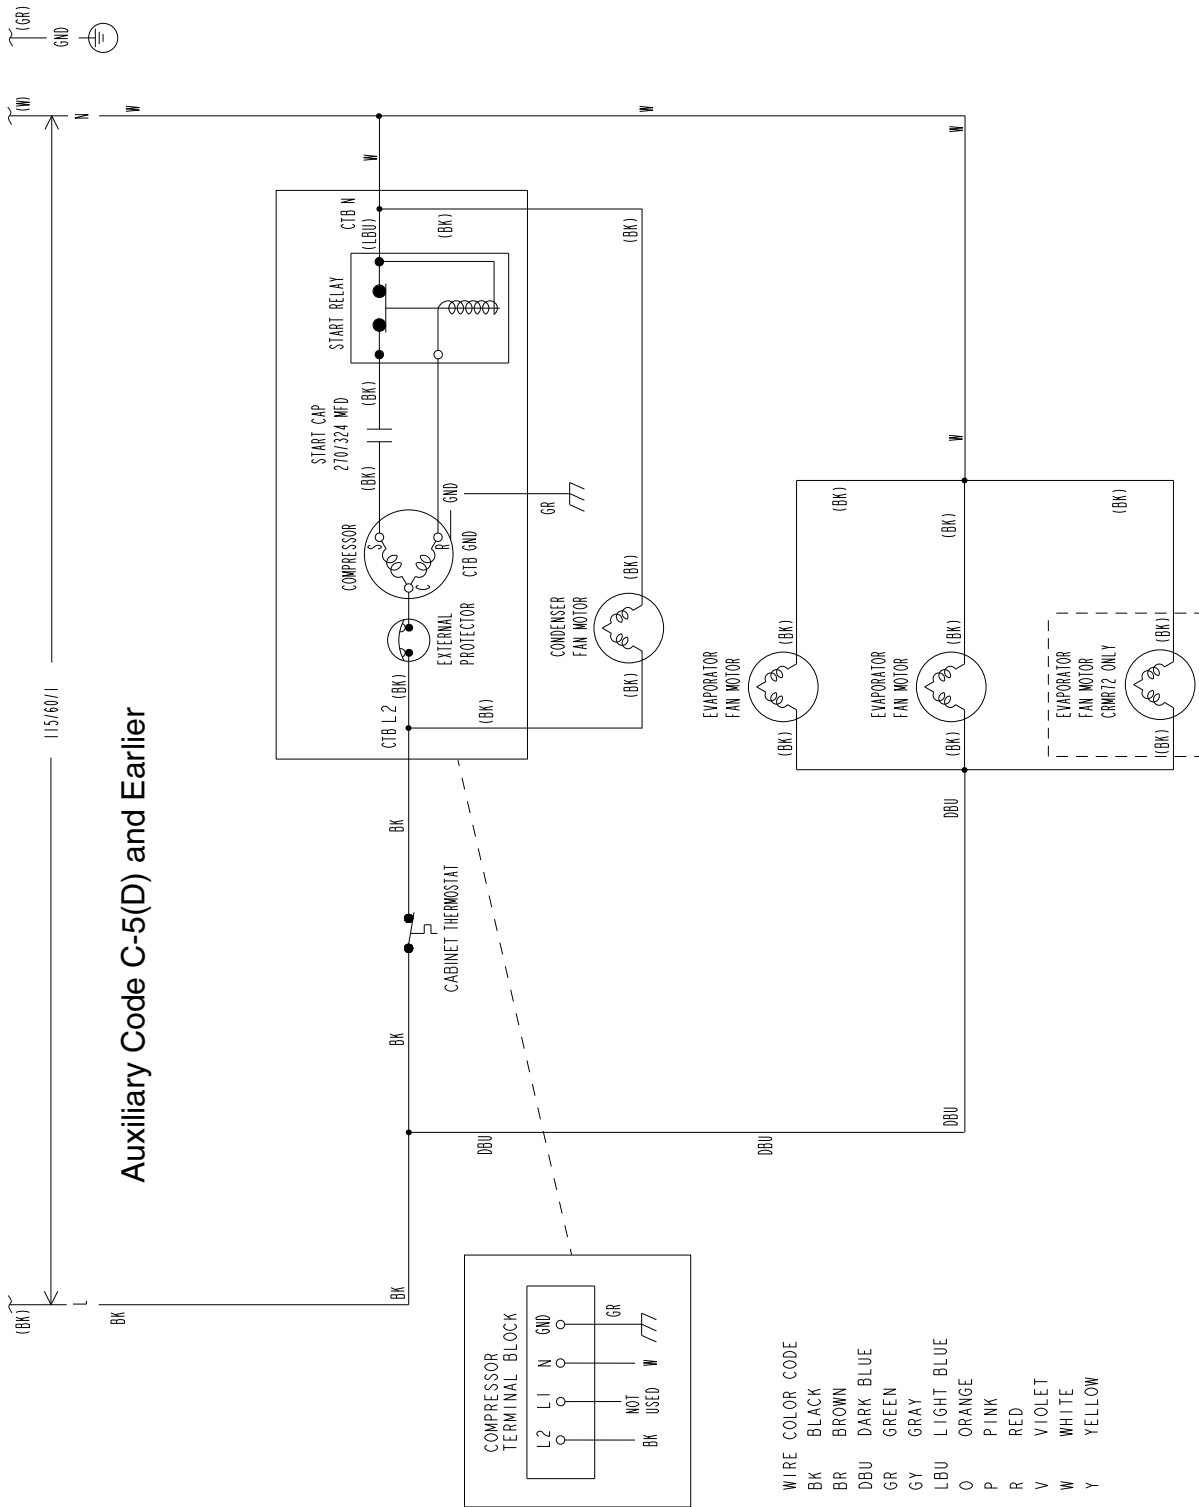 Auxiliary Code C-5(D) and Earlier
115/60/1
(BK)
L
BK
BK
(W)
N
W
(GR)
GND
BK
CABINET THERMOSTAT
BK
CTB L2
(BK)
(BK)
EXTERNAL
PROTECTOR
COMPRESSOR
C
S
R
CTB GND
GND
GR
(BK)
START CAP
270/324 MFD
(BK)
START RELAY
(LBU)
CTB N
(BK)
W
W
(BK)
CONDENSER
FAN MOTOR
(BK)
(BK)
DBU
DBU
DBU
DBU
EVAPORATOR
FAN MOTOR
(BK)
(BK)
(BK)
EVAPORATOR
FAN MOTOR
(BK)
(BK)
(BK)
W
W
EVAPORATOR
FAN MOTOR
CRMR72 ONLY
(BK)
(BK)
(BK)
COMPRESSOR
TERMINAL BLOCK
L2 L1 N GND
BK
NOT
USED
W
GR
WIRE COLOR CODE
BK BLACK
BR BROWN
DBU DARK BLUE
GR GREEN
GY GRAY
LBU LIGHT BLUE
O ORANGE
P PINK
R RED
V VIOLET
W WHITE
Y YELLOW